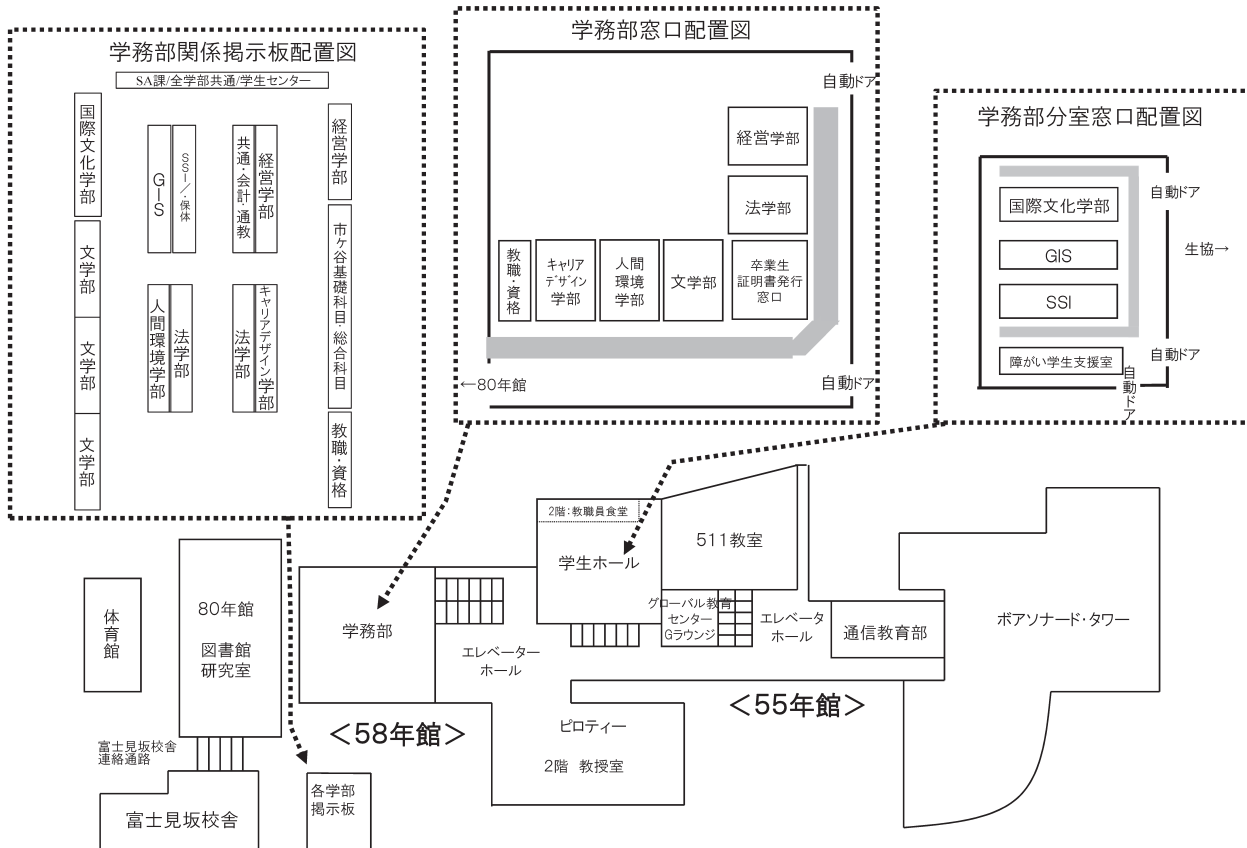 学務部関係掲示板配置図
SA課/全学部共通/学生センター
国際文化学部
文学部
文学部
文学部
GIS
SSI/・保体
共通・会計・通教
経営学部
人間環境学部
法学部
法学部
キャリアデザイン学部
経営学部
市ヶ谷基礎科目・総合科目
教職・資格
学務部窓口配置図
自動ドア
経営学部
法学部
教職・資格
キャリア
デザイン
学部
人間
環境
学部
文学部
卒業生
証明書発行
窓口
←80年館
自動ドア
学務部分室窓口配置図
自動ドア
国際文化学部
生協→
GIS
SSI
自動ドア
障がい学生支援室
自動ドア
2階:教職員食堂
学生ホール
511教室
体育館
80年館
図書館
研究室
学務部
エレベーター
ホール
グローバル教育
センター
Gラウンジ
エレベータ
ホール
通信教育部
ボアソナード・タワー
<58年館>
<55年館>
ピロティー
2階 教授室
富士見坂校舎
連絡通路
富士見坂校舎
各学部
掲示板